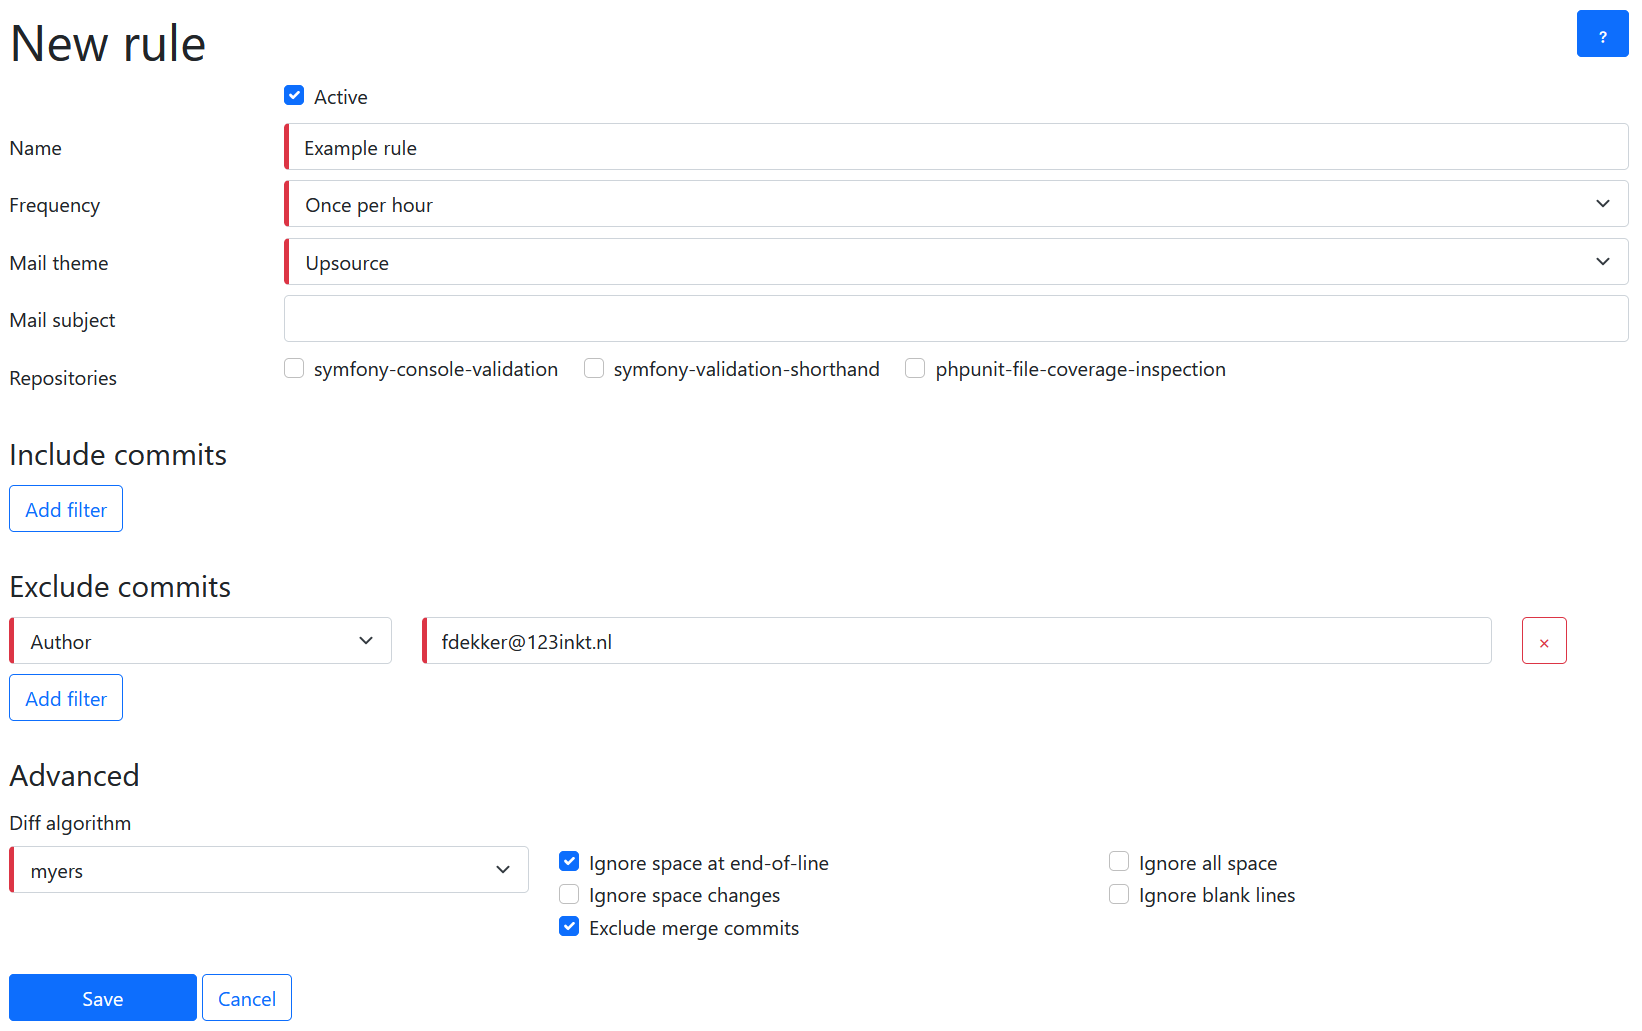 New rule
?
Active
Name
Example rule
Frequency
Once per hour
Mail theme
Upsource
Mail subject
Repositories
symfony-console-validation symfony-validation-shorthand phpunit-file-coverage-inspection
Include commits
Add filter
Exclude commits
Author
fdekker@123inkt.nl
×
Add filter
Advanced
Diff algorithm
myers
Ignore space at end-of-line
Ignore all space
Ignore space changes
Ignore blank lines
Exclude merge commits
Save
Cancel